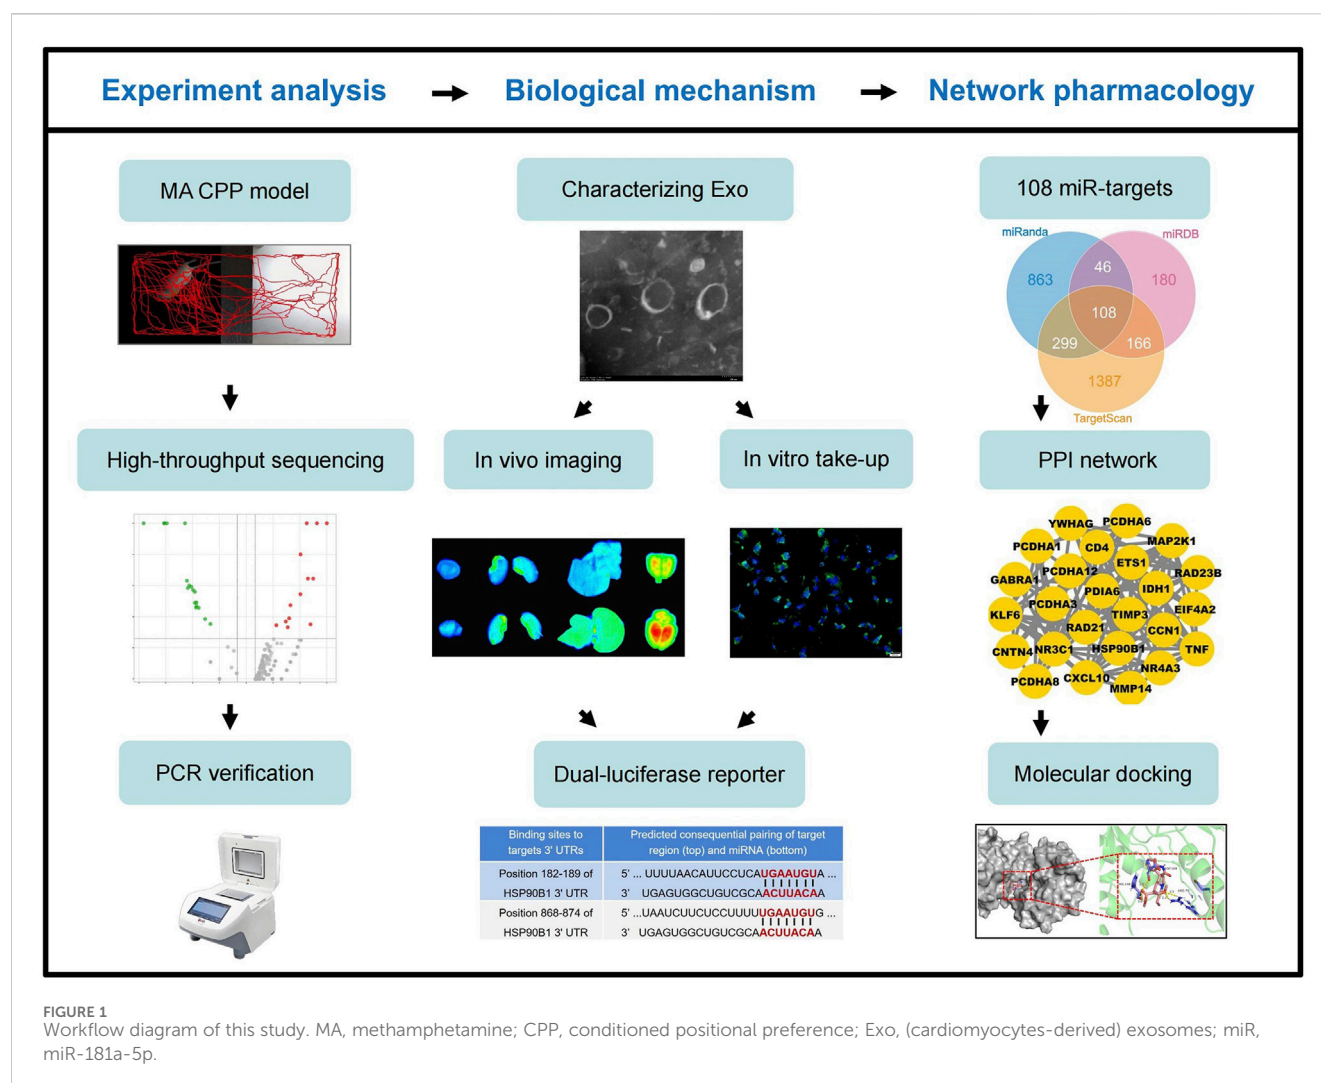 Experiment analysis → Biological mechanism → Network pharmacology
MA CPP model
High-throughput sequencing
PCR verification
Characterizing Exo
In vivo imaging
In vitro take-up
Dual-luciferase reporter
Binding sites to
targets 3' UTRs
Predicted consequential pairing of target
region (top) and miRNA (bottom)
Position 182-189 of
5' ... UUUUAACAUUCCUCAUGAAUGUA ...
HSP90B1 3' UTR
3' UGAGUGGCUGUCGCAACUUACAA
Position 868-874 of
5' ...UAAUCUUCUCCUUUUUGAAUGUG ...
HSP90B1 3' UTR
3' UGAGUGGCUGUCGCAACUUACAA
108 miR-targets
miRanda
miRDB
863
46
180
108
299
166
1387
TargetScan
PPI network
YWHAG
PCDHA6
PCDHA1
CD4
MAP2K1
ETS1
GABRA1
PCDHA12
RAD23B
PDIA6
IDH1
KLF6
PCDHA3
TIMP3
EIF4A2
RAD21
CCN1
CNTN4
NR3C1
HSP90B1
TNF
NR4A3
PCDHA8
CXCL10
MMP14
Molecular docking
FIGURE 1
Workflow diagram of this study. MA, methamphetamine; CPP, conditioned positional preference; Exo, (cardiomyocytes-derived) exosomes; miR,
miR-181a-5p.